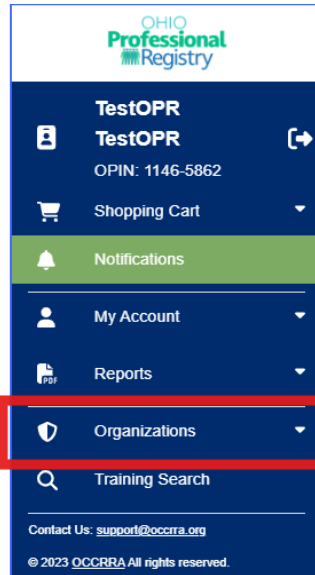 OHIO
Professional
Registry
TestOPR
TestOPR
OPIN: 1146-5862
Shopping Cart
Notifications
My Account
PDF
Reports
Organizations
Training Search
Contact Us: support@occrra.org
© 2023 OCCRRA All rights reserved.